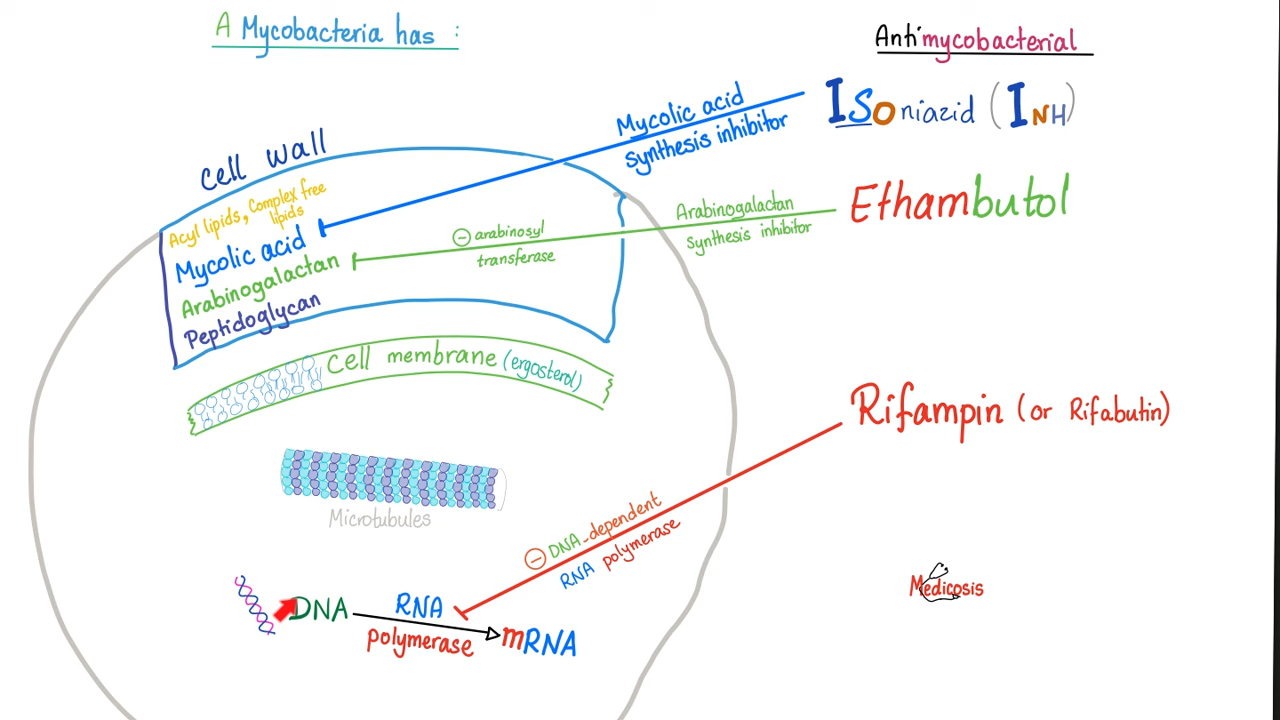 A Mycobacteria has :
Antimycobacterial
ISoniazid (INH)
Mycolic acid
synthesis inhibitor
Cell Wall
Acyl lipids, Complex free
lipids
Mycolic acid
Arabinogalactan
Peptidoglycan
Ethambutol
Arabinogalactan
Synthesis inhibitor
⊖ arabinosyl
transferase
Cell membrane (ergosterol)
Rifampin (or Rifabutin)
Microtubules
⊖ DNA-dependent
RNA polymerase
DNA
RNA
polymerase
mRNA
Medicosis